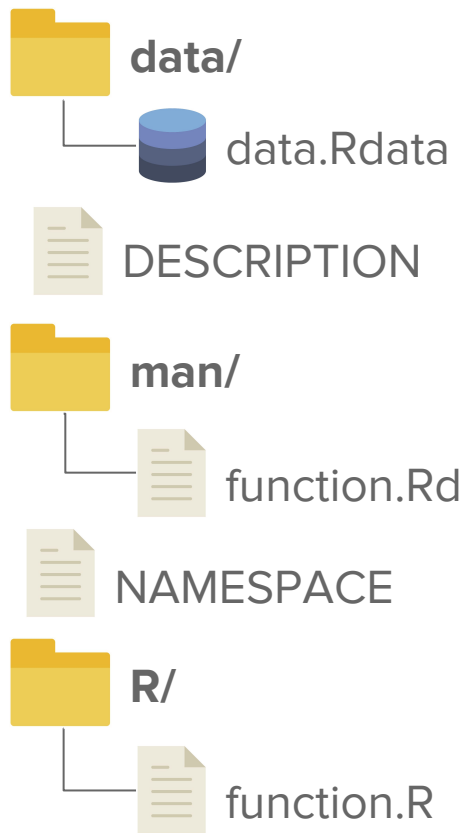 data/
data.Rdata
DESCRIPTION
man/
function.Rd
NAMESPACE
R/
function.R